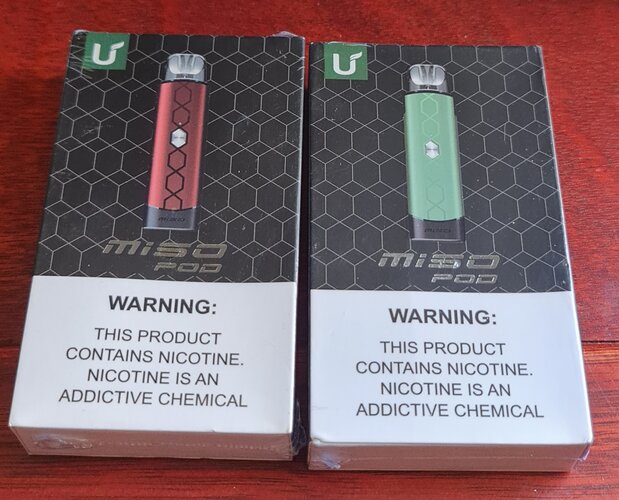 U
MISO
POD
WARNING:
THIS PRODUCT
CONTAINS NICOTINE.
NICOTINE IS AN
ADDICTIVE CHEMICAL
U
MISO
POD
WARNING:
THIS PRODUCT
CONTAINS NICOTINE.
NICOTINE IS AN
ADDICTIVE CHEMICAL